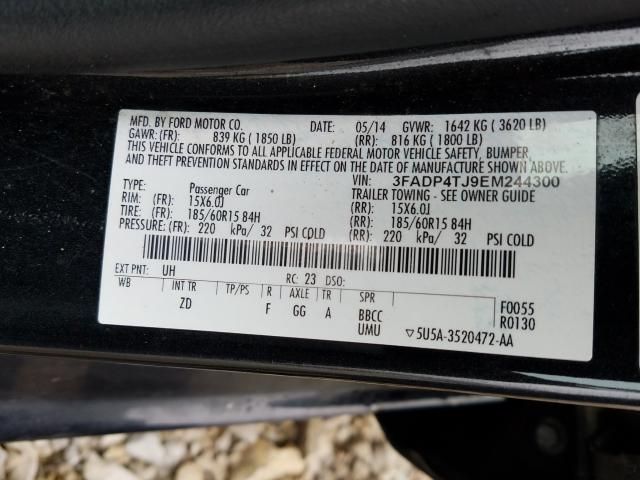 MFD. BY FORD MOTOR CO. DATE: 05/14 GVWR: 1642 KG ( 3620 LB)
GAWR: (FR): 839 KG ( 1850 LB) (RR): 816 KG ( 1800 LB)
THIS VEHICLE CONFORMS TO ALL APPLICABLE FEDERAL MOTOR VEHICLE SAFETY, BUMPER,
AND THEFT PREVENTION STANDARDS IN EFFECT ON THE DATE OF MANUFACTURE SHOWN ABOVE.
VIN: 3FADP4TJ9EM244300
TYPE: Passenger Car TRAILER TOWING - SEE OWNER GUIDE
RIM: (FR): 15X6.0J (RR): 15X6.0J
TIRE: (FR): 185/60R15 84H (RR): 185/60R15 84H
PRESSURE: (FR): 220 kPa/ 32 PSI COLD (RR): 220 kPa/ 32 PSI COLD
EXT PNT: UH RC: 23 DSO:
WB INT TR TP/PS R AXLE TR SPR
ZD F GG A BBCC F0055
UMU ▽5U5A-3520472-AA R0130